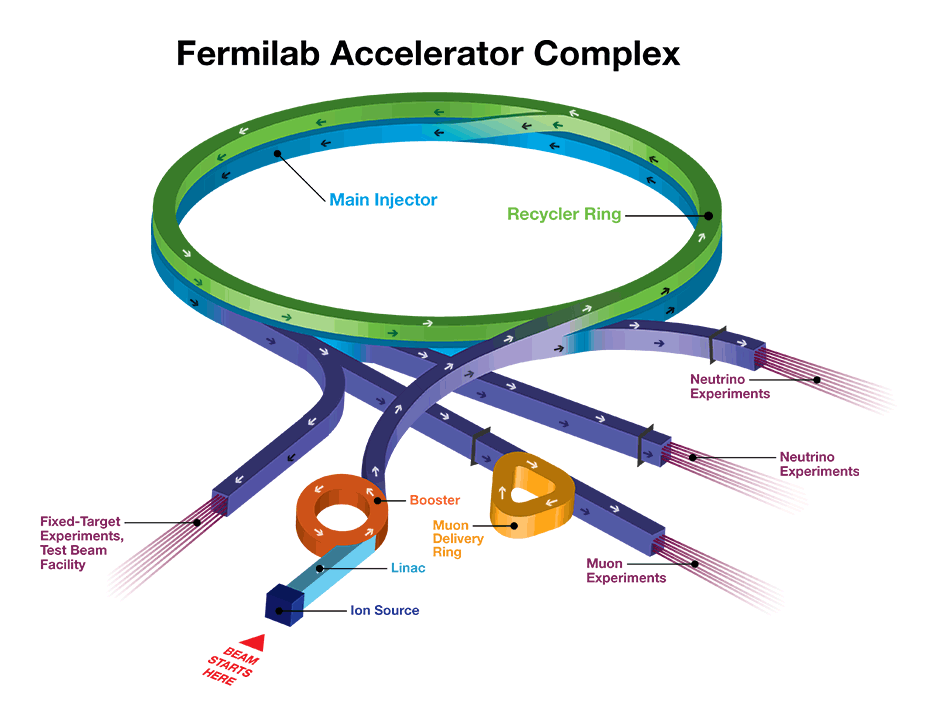 Fermilab Accelerator Complex
Main Injector
Recycler Ring
Neutrino
Experiments
Neutrino
Experiments
Booster
Fixed-Target
Experiments,
Test Beam
Facility
Muon
Delivery
Ring
Linac
Muon
Experiments
Ion Source
BEAM
STARTS
HERE